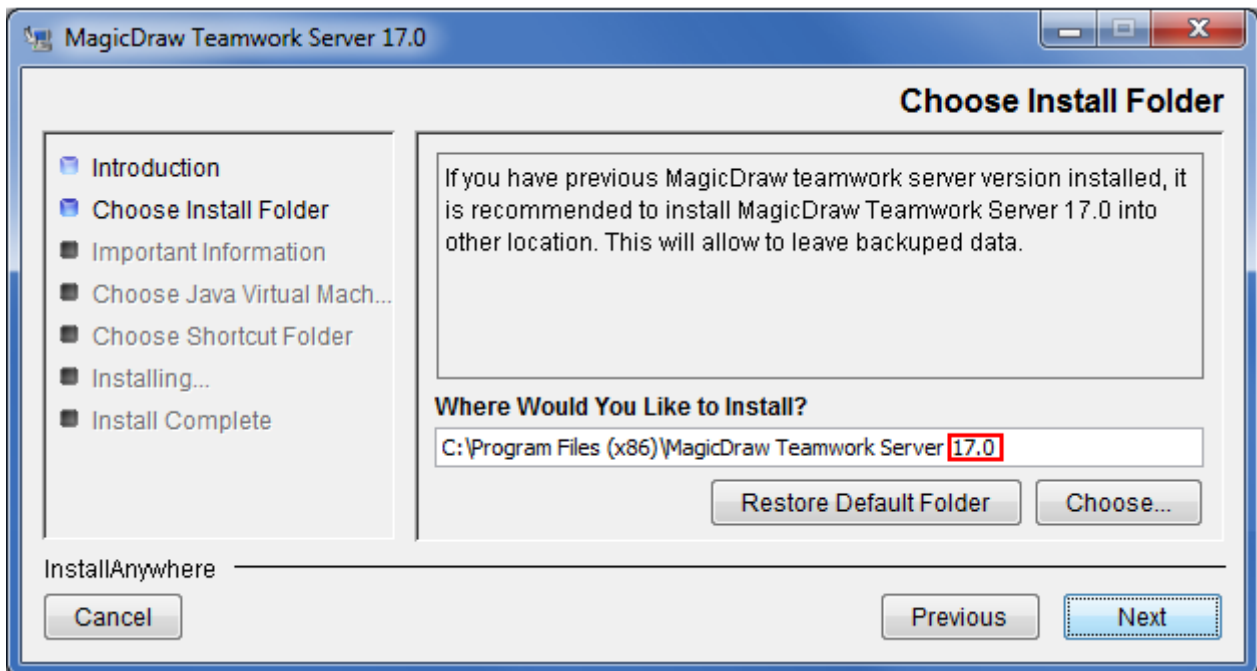 MagicDraw Teamwork Server 17.0
Choose Install Folder
Introduction
Choose Install Folder
Important Information
Choose Java Virtual Mach...
Choose Shortcut Folder
Installing...
Install Complete
If you have previous MagicDraw teamwork server version installed, it
is recommended to install MagicDraw Teamwork Server 17.0 into
other location. This will allow to leave backuped data.
Where Would You Like to Install?
C:\Program Files (x86)\MagicDraw Teamwork Server 17.0
Restore Default Folder
Choose...
InstallAnywhere
Cancel
Previous
Next